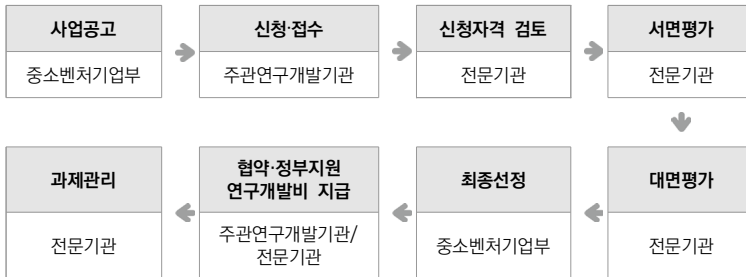 사업공고
중소벤처기업부
신청·접수
주관연구개발기관
신청자격 검토
전문기관
서면평가
전문기관
대면평가
전문기관
최종선정
중소벤처기업부
협약·정부지원
연구개발비 지급
주관연구개발기관/
전문기관
과제관리
전문기관